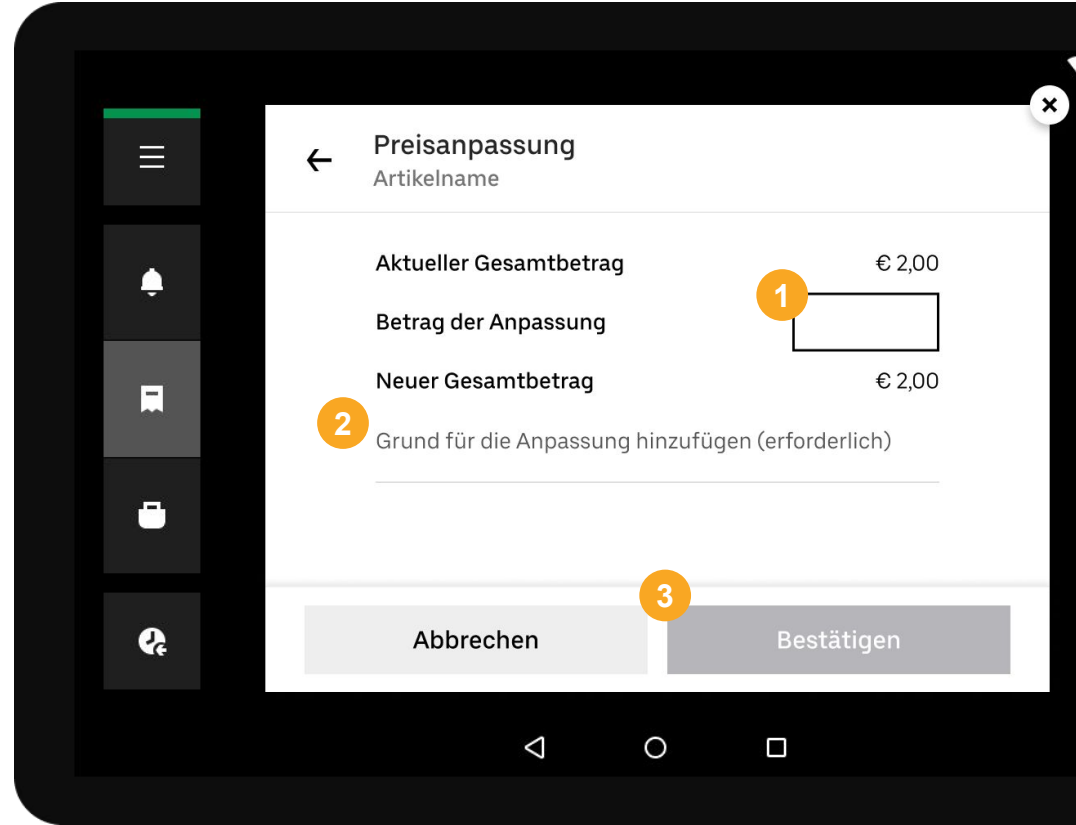 Preisanpassung
Artikelname
Aktueller Gesamtbetrag € 2,00
1
Betrag der Anpassung
Neuer Gesamtbetrag € 2,00
2
Grund für die Anpassung hinzufügen (erforderlich)
3
Abbrechen Bestätigen